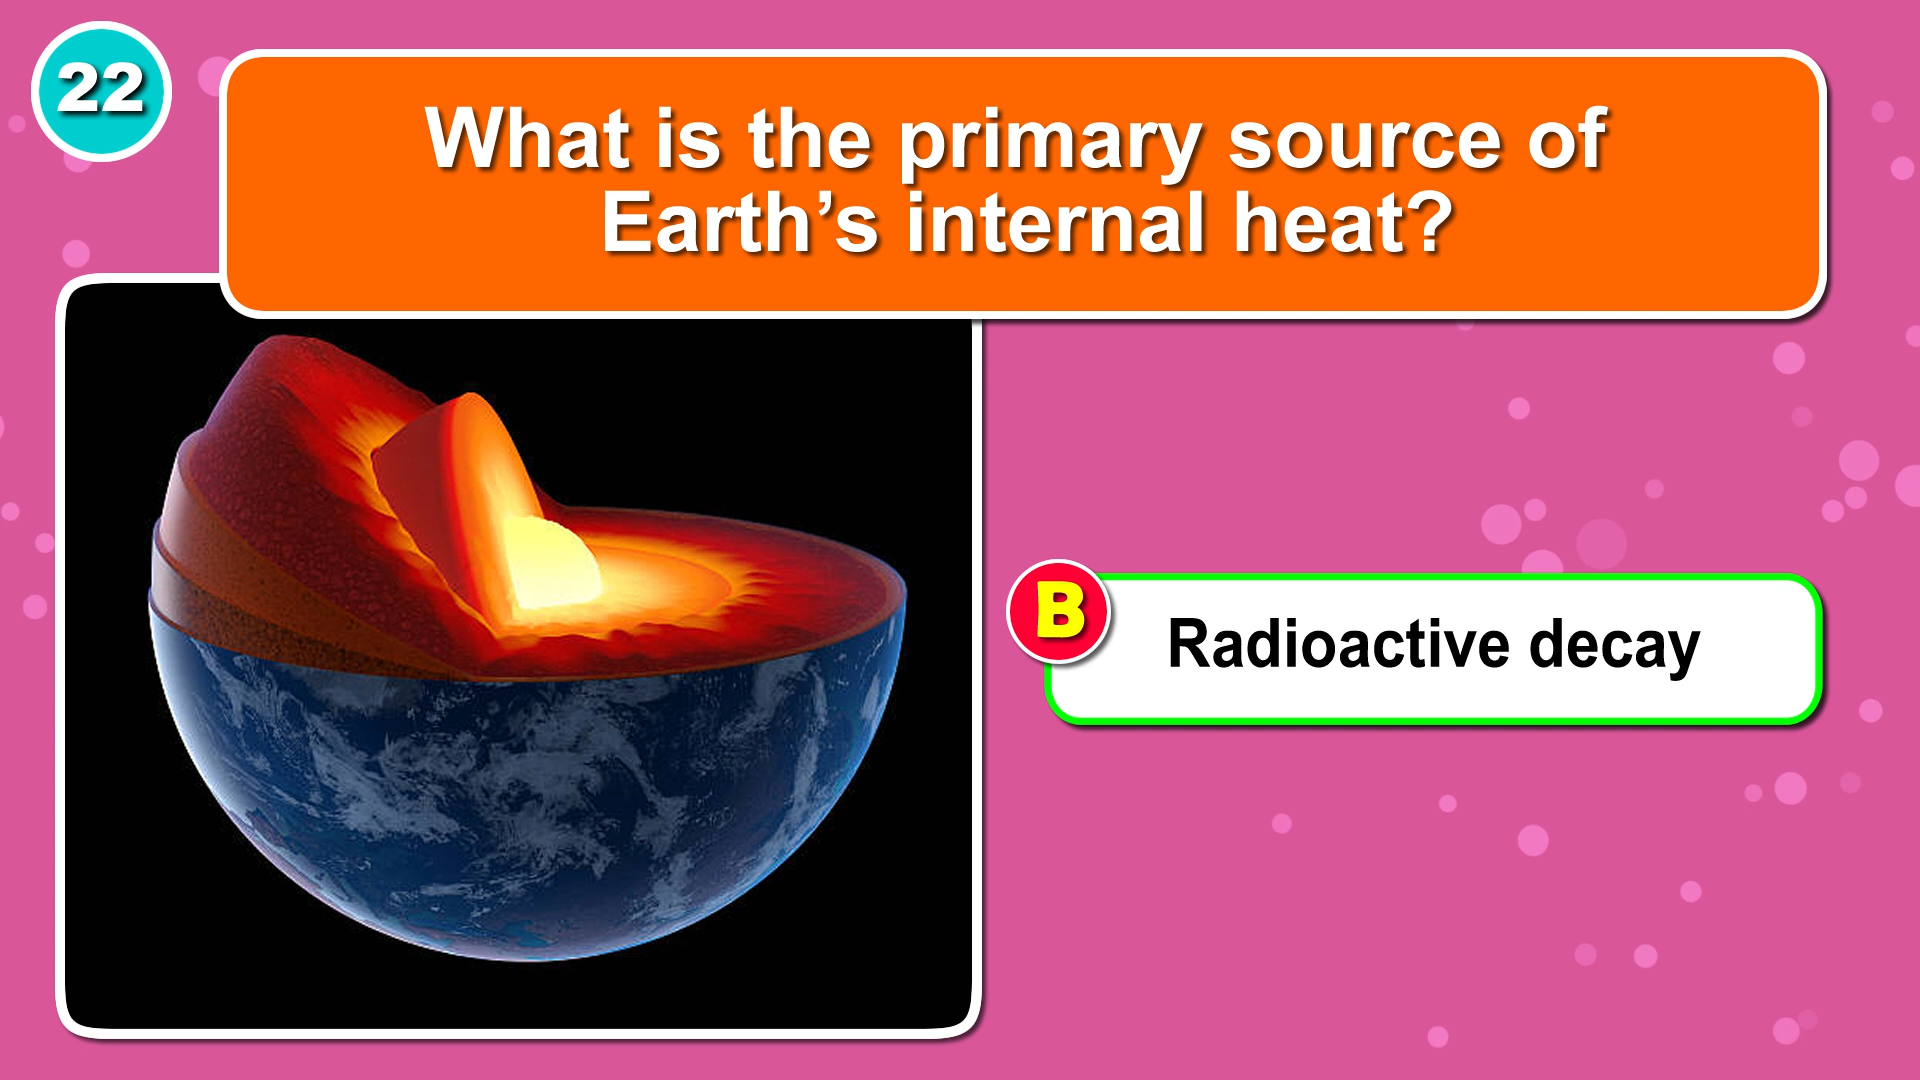 22
What is the primary source of
Earth’s internal heat?
B
Radioactive decay